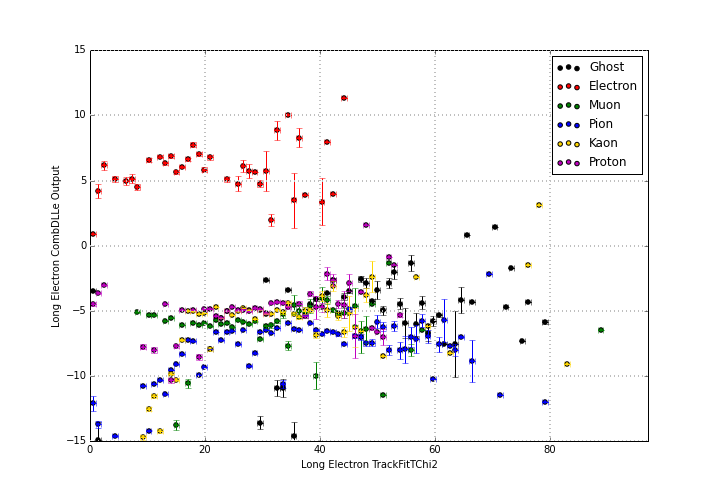 15
10
5
0
−5
−10
−15
0
20
40
60
80
Long Electron CombDLLe Output
Long Electron TrackFitTChi2
Ghost
Electron
Muon
Pion
Kaon
Proton